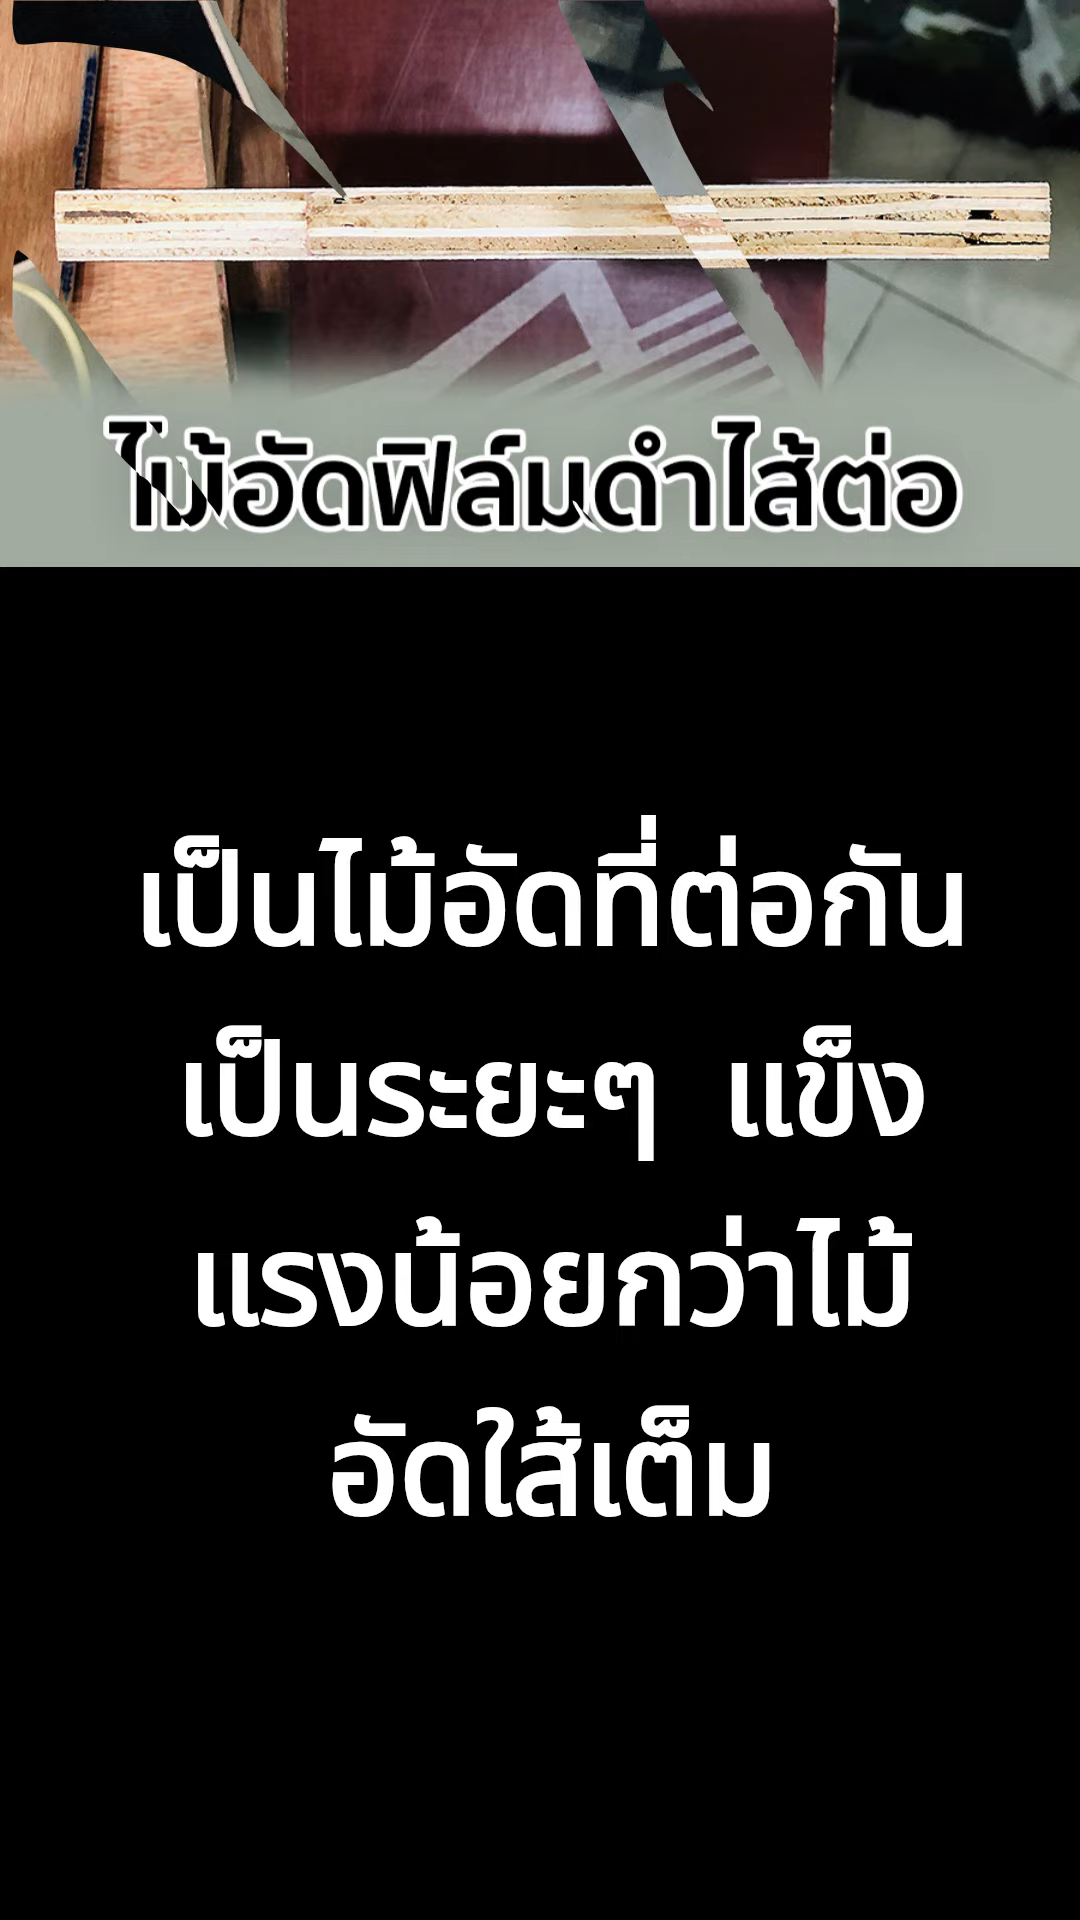 ไม้อัดฟิล์มดำไส้ต่อ
เป็นไม้อัดที่ต่อกัน
เป็นระยะๆ แข็ง
แรงน้อยกว่าไม้
อัดใส้เต็ม